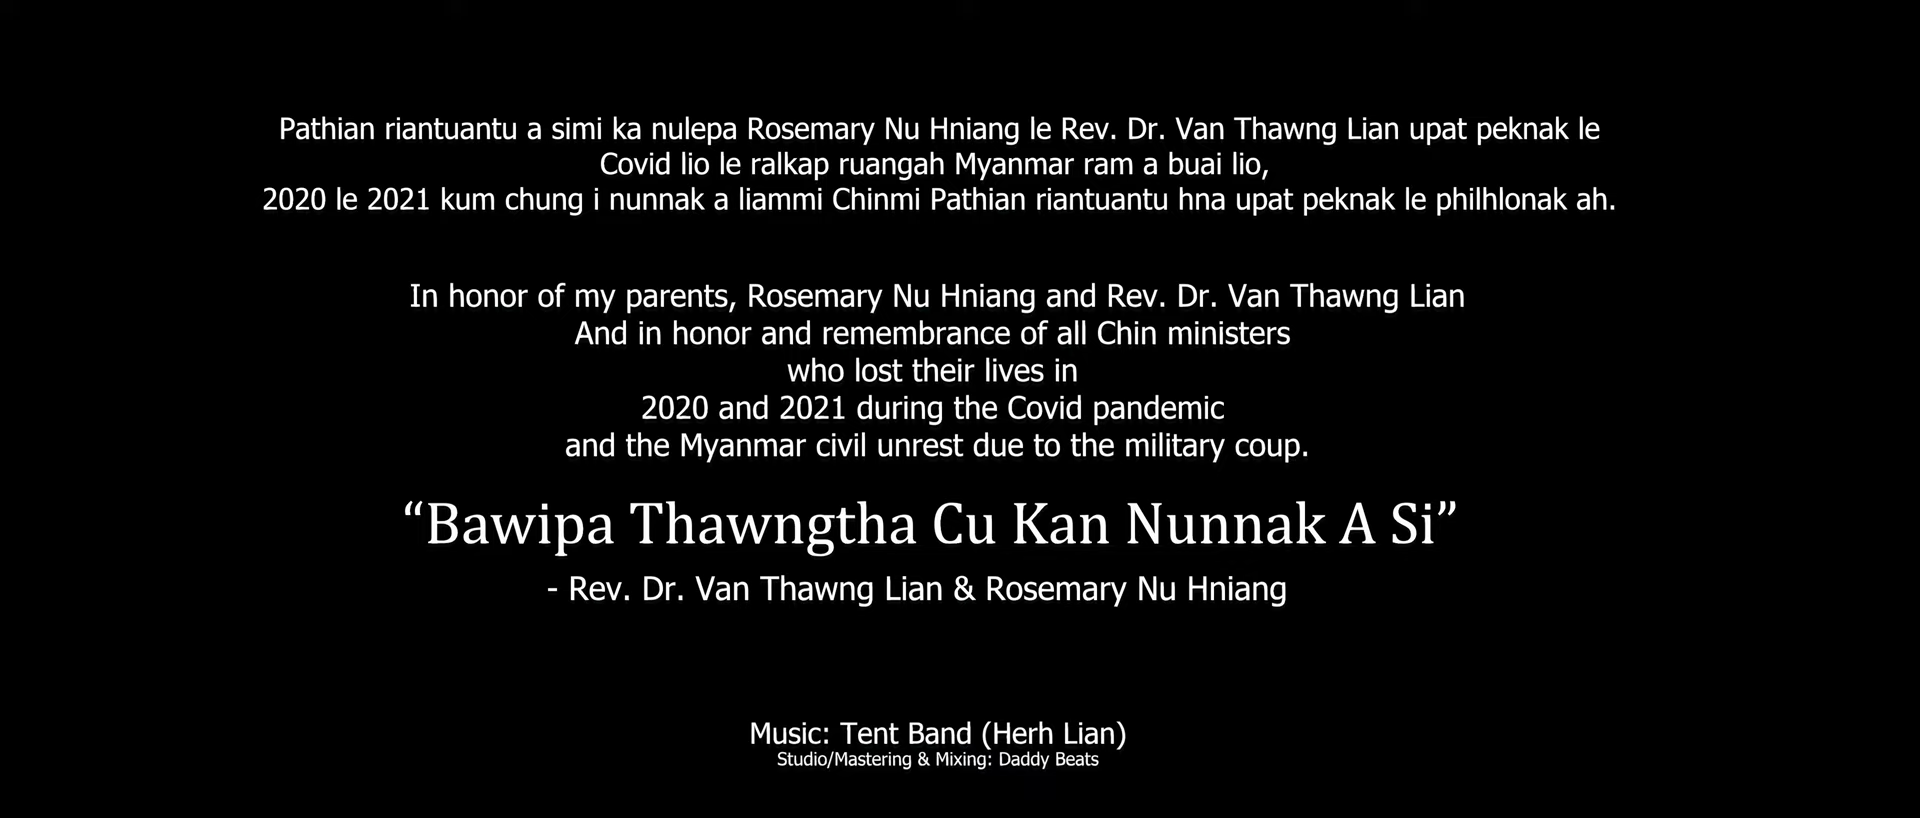 Pathian riantuantu a simi ka nulepa Rosemary Nu Hniang le Rev. Dr. Van Thawng Lian upat peknak le
Covid lio le ralkap ruangah Myanmar ram a buai lio,
2020 le 2021 kum chung i nunnak a liammi Chinmi Pathian riantuantu hna upat peknak le philhlonak ah.
In honor of my parents, Rosemary Nu Hniang and Rev. Dr. Van Thawng Lian
And in honor and remembrance of all Chin ministers
who lost their lives in
2020 and 2021 during the Covid pandemic
and the Myanmar civil unrest due to the military coup.
“Bawipa Thawngtha Cu Kan Nunnak A Si”
- Rev. Dr. Van Thawng Lian & Rosemary Nu Hniang
Music: Tent Band (Herh Lian)
Studio/Mastering & Mixing: Daddy Beats